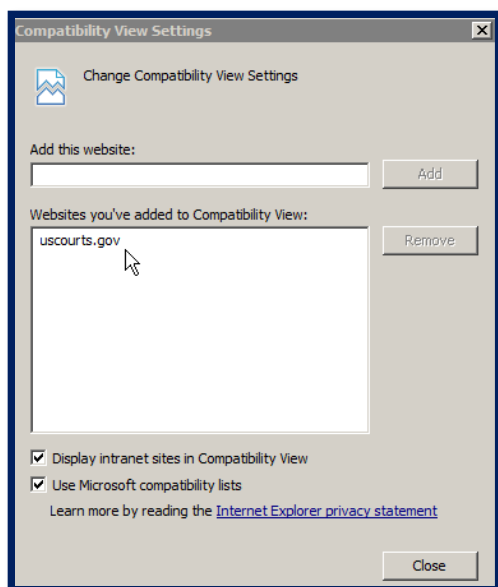 Compatibility View Settings
Change Compatibility View Settings
Add this website:
Add
Websites you've added to Compatibility View:
uscourts.gov
Remove
Display intranet sites in Compatibility View
Use Microsoft compatibility lists
Learn more by reading the Internet Explorer privacy statement
Close